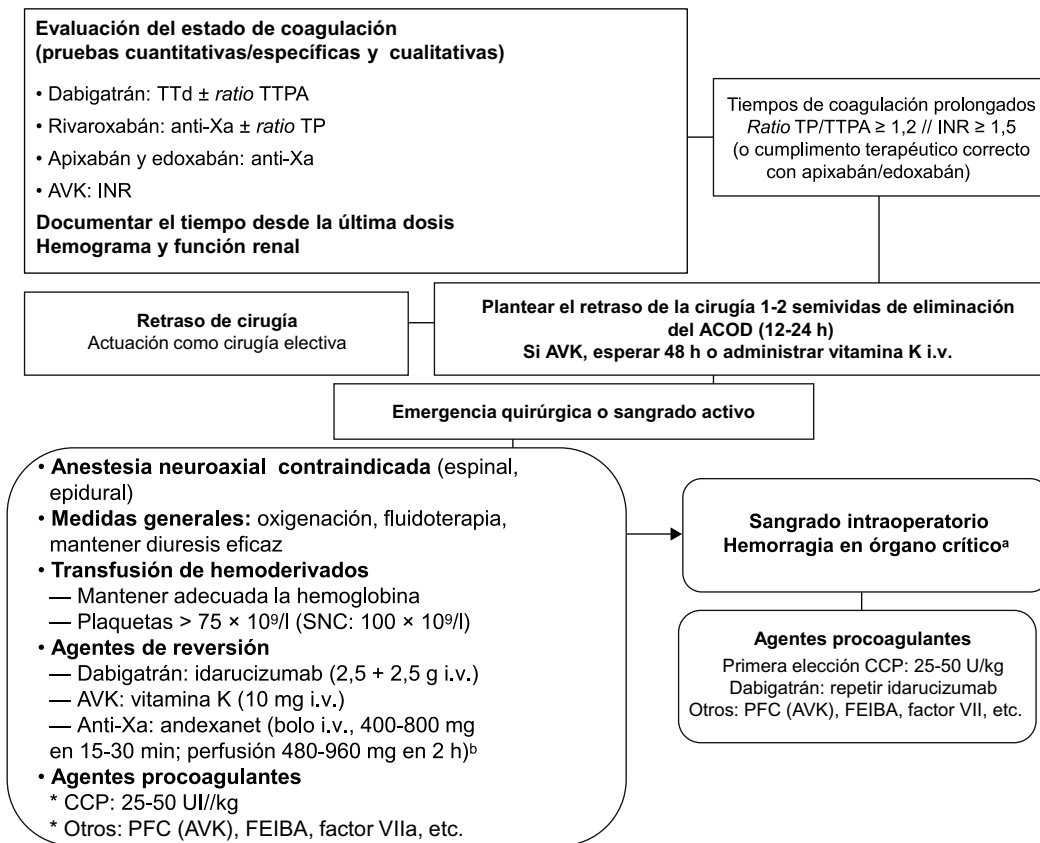 Evaluación del estado de coagulación
(pruebas cuantitativas/específicas y cualitativas)
• Dabigatrán: TTd ± ratio TTPA
• Rivaroxabán: anti-Xa ± ratio TP
• Apixabán y edoxabán: anti-Xa
• AVK: INR
Documentar el tiempo desde la última dosis
Hemograma y función renal
Tiempos de coagulación prolongados
Ratio TP/TTPA ≥ 1,2 // INR ≥ 1,5
(o cumplimento terapéutico correcto
con apixabán/edoxabán)
Retraso de cirugía
Actuación como cirugía electiva
Plantear el retraso de la cirugía 1-2 semividas de eliminación
del ACOD (12-24 h)
Si AVK, esperar 48 h o administrar vitamina K i.v.
Emergencia quirúrgica o sangrado activo
• Anestesia neuroaxial contraindicada (espinal,
epidural)
• Medidas generales: oxigenación, fluidoterapia,
mantener diuresis eficaz
• Transfusión de hemoderivados
— Mantener adecuada la hemoglobina
— Plaquetas > 75 × 10⁹/l (SNC: 100 × 10⁹/l)
• Agentes de reversión
— Dabigatrán: idarucizumab (2,5 + 2,5 g i.v.)
— AVK: vitamina K (10 mg i.v.)
— Anti-Xa: andexanet (bolo i.v., 400-800 mg
en 15-30 min; perfusión 480-960 mg en 2 h)ᵇ
• Agentes procoagulantes
* CCP: 25-50 UI//kg
* Otros: PFC (AVK), FEIBA, factor VIIa, etc.
Sangrado intraoperatorio
Hemorragia en órgano críticoᵃ
Agentes procoagulantes
Primera elección CCP: 25-50 U/kg
Dabigatrán: repetir idarucizumab
Otros: PFC (AVK), FEIBA, factor VII, etc.